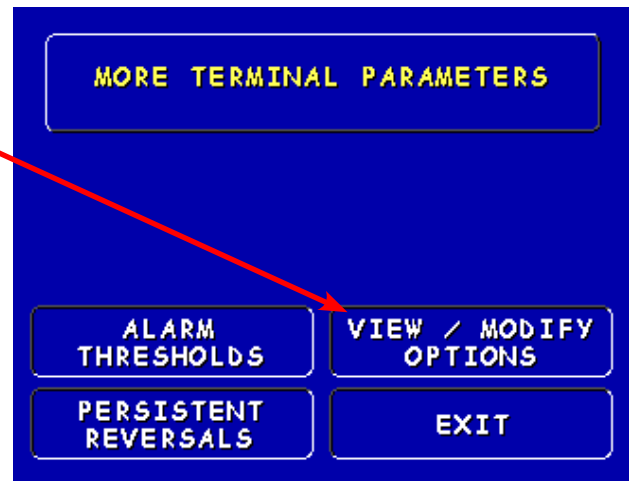 MORE TERMINAL PARAMETERS
ALARM
THRESHOLDS
VIEW / MODIFY
OPTIONS
PERSISTENT
REVERSALS
EXIT